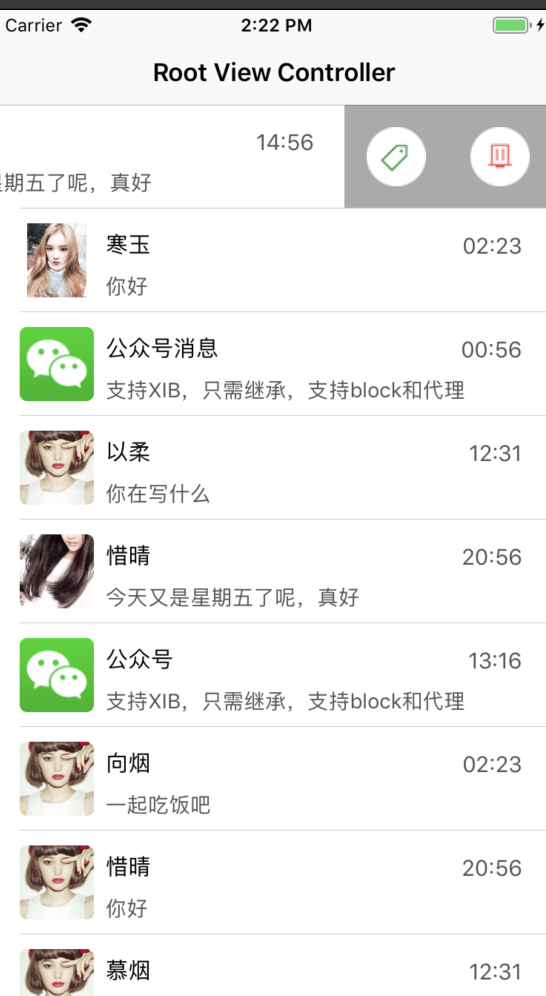 Carrier 2:22 PM
Root View Controller
14:56
期五了呢，真好
寒玉 02:23
你好
公众号消息 00:56
支持XIB，只需继承，支持block和代理
以柔 12:31
你在写什么
惜晴 20:56
今天又是星期五了呢，真好
公众号 13:16
支持XIB，只需继承，支持block和代理
向烟 02:23
一起吃饭吧
惜晴 20:56
你好
慕烟 12:31